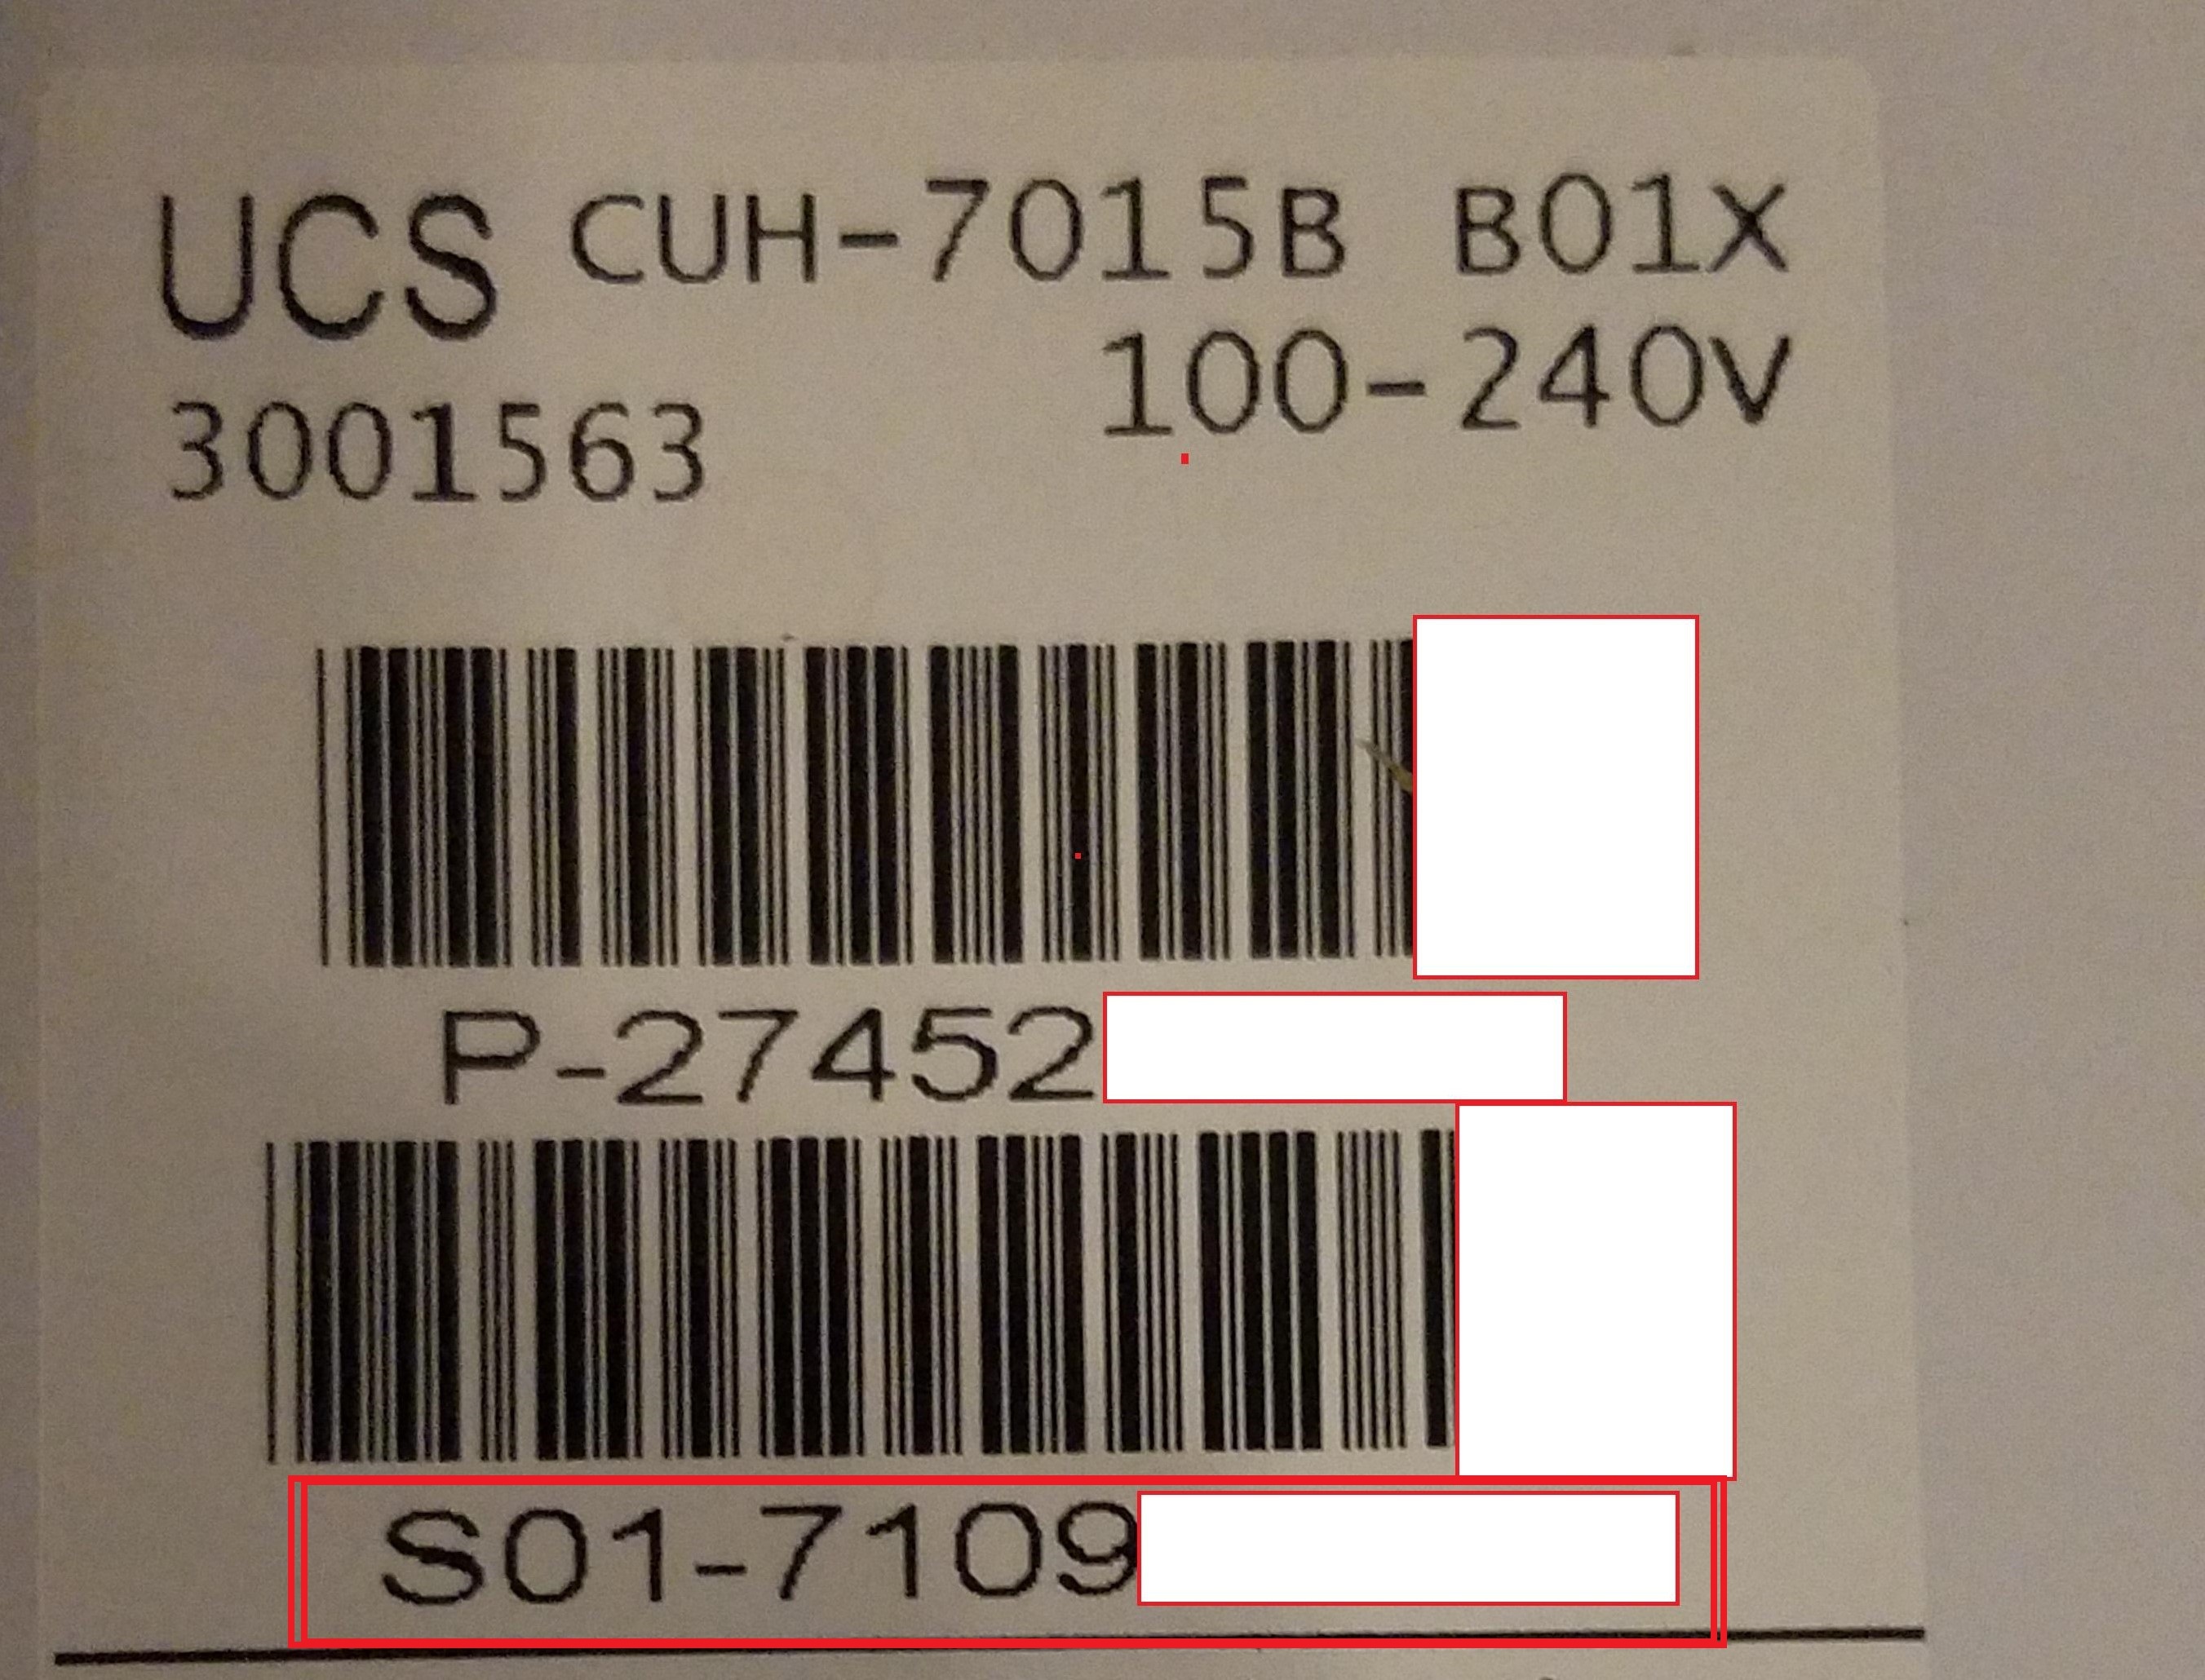 UCS CUH-7015B B01X
100-240V
3001563
P-27452
S01-7109